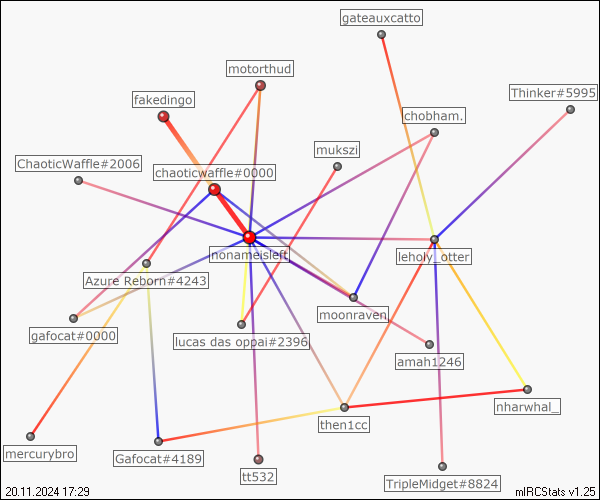 gateauxcatto
motorthud
Thinker#5995
fakedingo
chobham.
mukszi
ChaoticWaffle#2006
chaoticwaffle#0000
nonameisleft
leholy_otter
Azure Reborn#4243
moonraven
gafocat#0000
lucas das oppai#2396
amah1246
nharwhal_
then1cc
mercurybro
Gafocat#4189
tt532
TripleMidget#8824
20.11.2024 17:29
mIRCStats v1.25